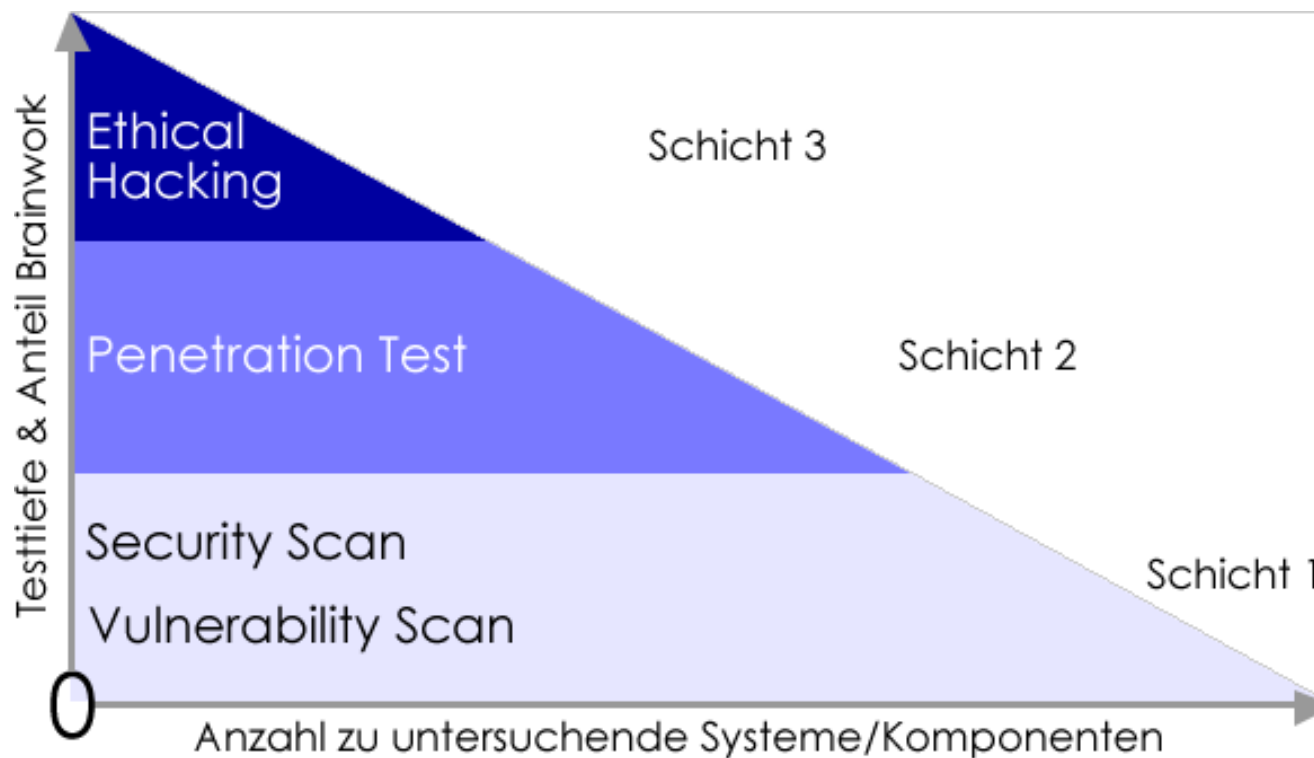 Ethical
Hacking
Schicht 3
Penetration Test
Schicht 2
Security Scan
Schicht 1
Vulnerability Scan
Testtiefe & Anteil Brainwork
0
Anzahl zu untersuchende Systeme/Komponenten